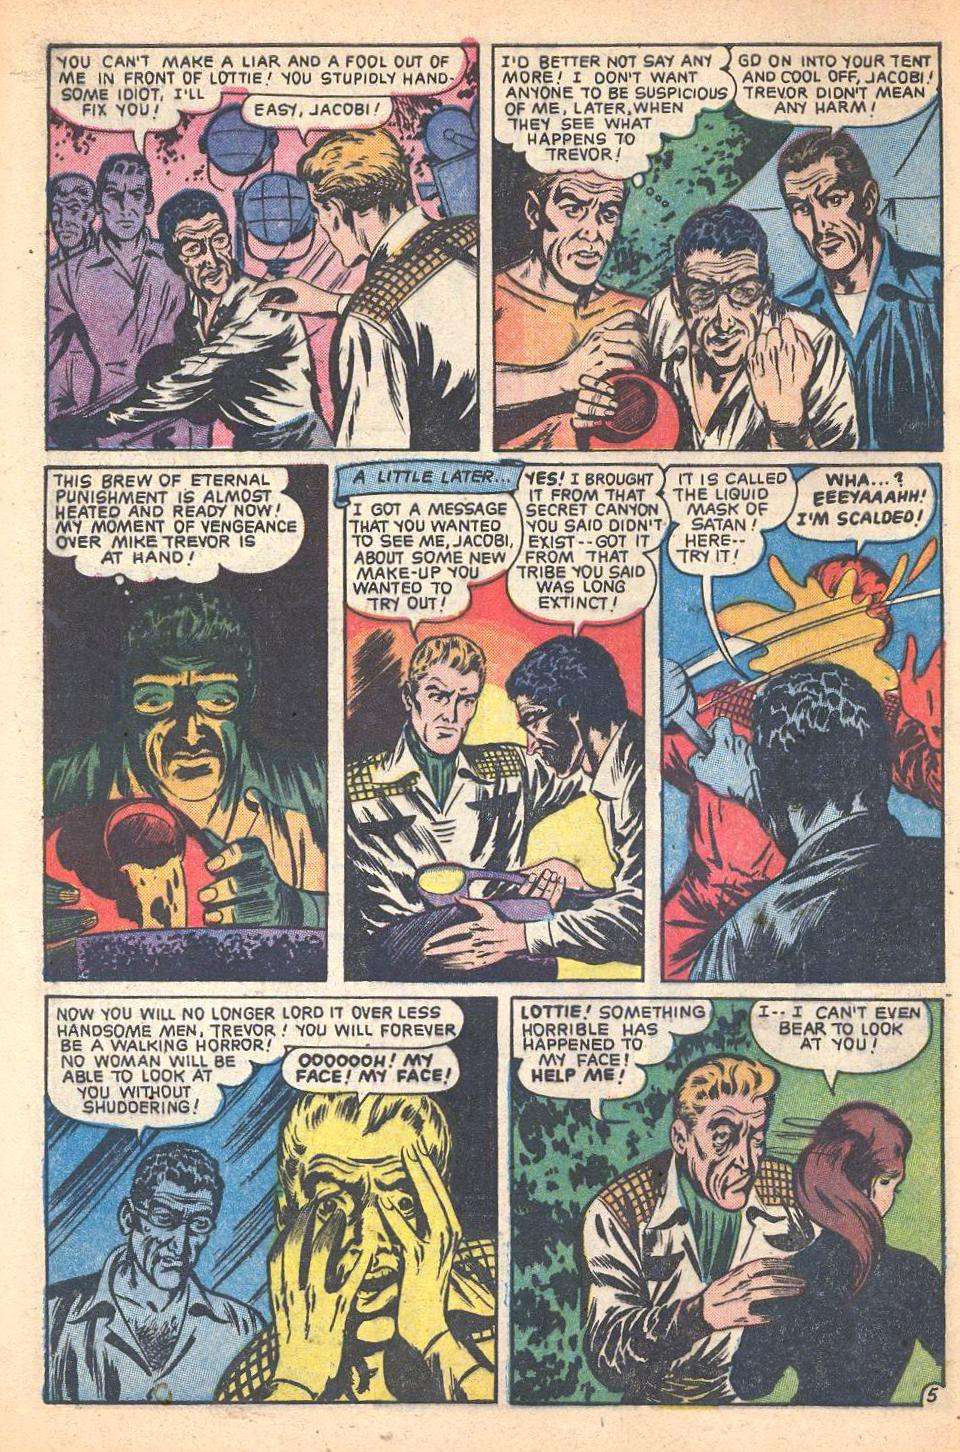 YOU CAN'T MAKE A LIAR AND A FOOL OUT OF
ME IN FRONT OF LOTTIE! YOU STUPIDLY HAND-
SOME IDIOT, I'LL
FIX YOU!
EASY, JACOBI!
I'D BETTER NOT SAY ANY
MORE! I DON'T WANT
ANYONE TO BE SUSPICIOUS
OF ME, LATER, WHEN
THEY SEE WHAT
HAPPENS TO
TREVOR!
GO ON INTO YOUR TENT
AND COOL OFF, JACOBI!
TREVOR DIDN'T MEAN
ANY HARM!
THIS BREW OF ETERNAL
PUNISHMENT IS ALMOST
HEATED AND READY NOW!
MY MOMENT OF VENGEANCE
OVER MIKE TREVOR IS
AT HAND!
A LITTLE LATER...
I GOT A MESSAGE
THAT YOU WANTED
TO SEE ME, JACOBI,
ABOUT SOME NEW
MAKE-UP YOU
WANTED TO
TRY OUT!
YES! I BROUGHT
IT FROM THAT
SECRET CANYON
YOU SAID DIDN'T
EXIST--GOT IT
FROM THAT
TRIBE YOU SAID
WAS LONG
EXTINCT!
IT IS CALLED
THE LIQUID
MASK OF
SATAN!
HERE--
TRY IT!
WHA...?
EEEYAAAHH!
I'M SCALDED!
NOW YOU WILL NO LONGER LORD IT OVER LESS
HANDSOME MEN, TREVOR! YOU WILL FOREVER
BE A WALKING HORROR!
NO WOMAN WILL BE
ABLE TO LOOK AT
YOU WITHOUT
SHUDDERING!
OOOOOOH! MY
FACE! MY FACE!
LOTTIE! SOMETHING
HORRIBLE HAS
HAPPENED TO
MY FACE!
HELP ME!
I-- I CAN'T EVEN
BEAR TO LOOK
AT YOU!
5